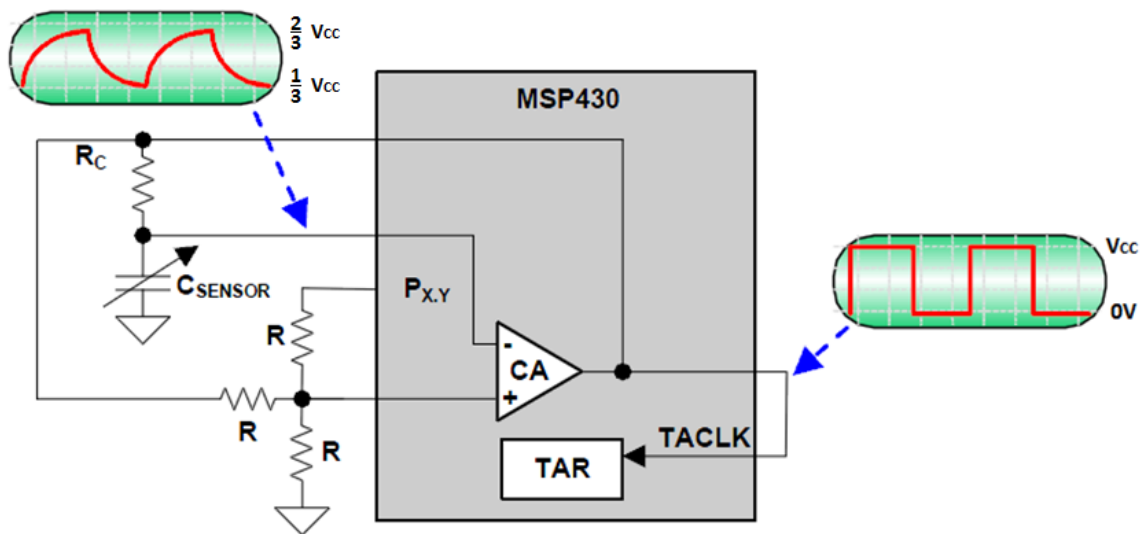 2/3 Vcc
1/3 Vcc
MSP430
RC
CSENSOR
PX.Y
R
-
CA
+
R
R
TACLK
TAR
Vcc
0V